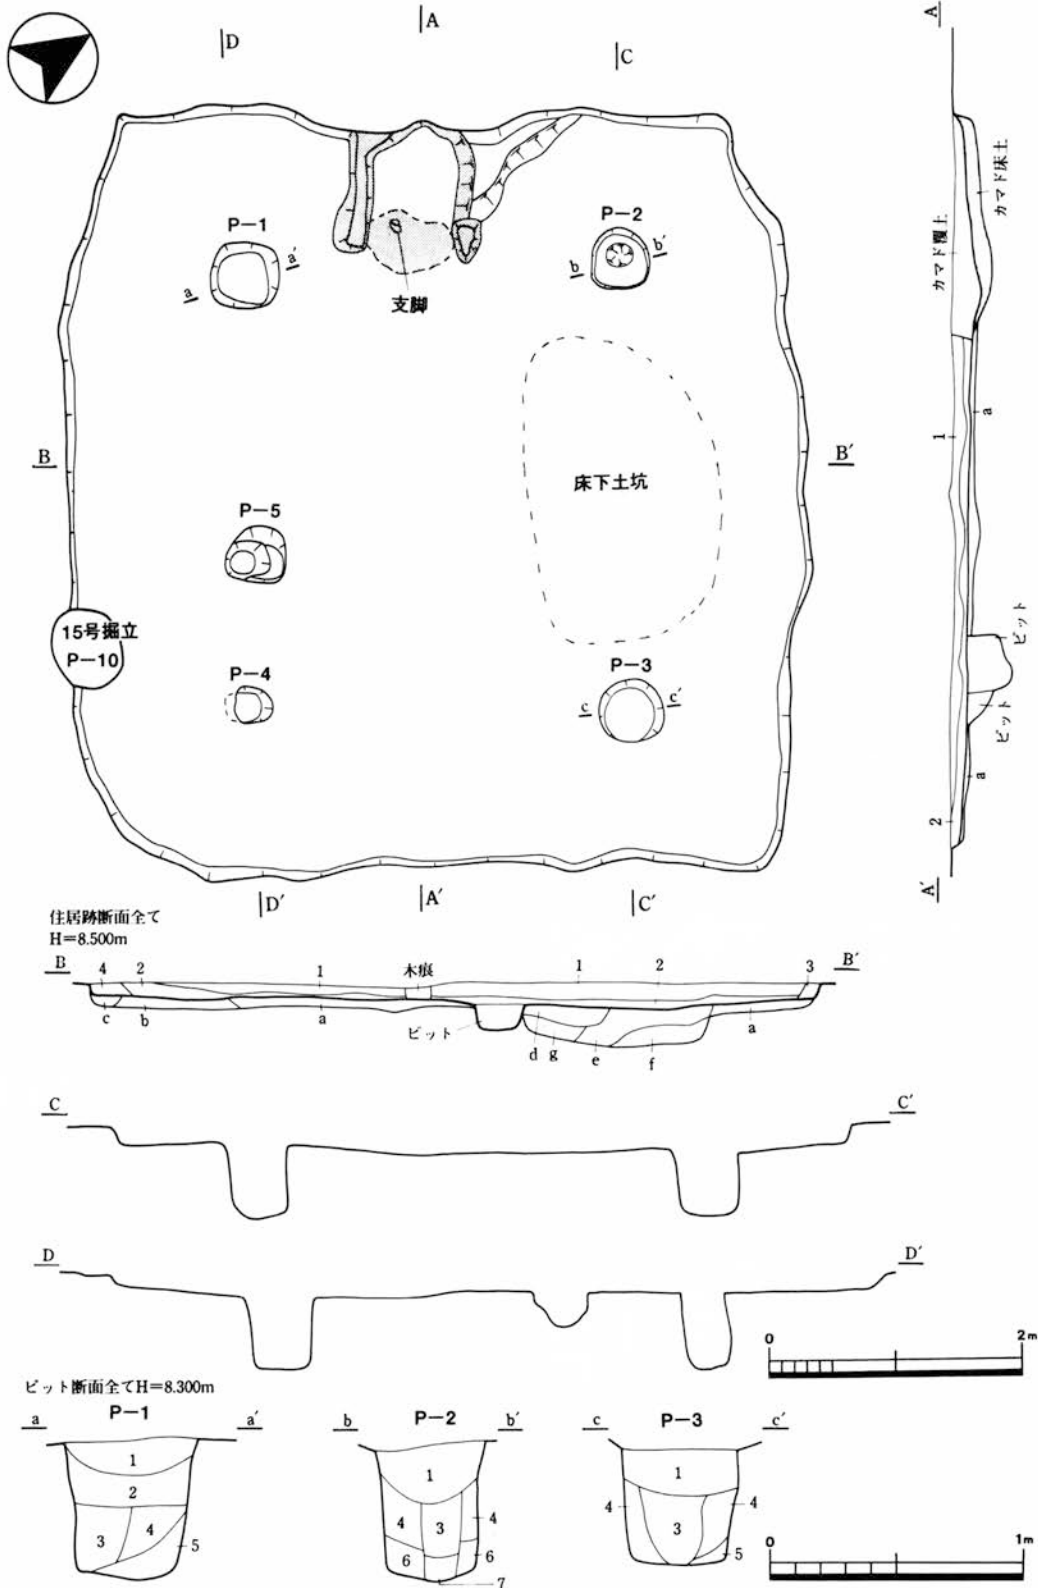 A
D
C
P-1
a
a′
P-2
b
b′
支脚
B
B′
床下土坑
P-5
15号掘立
P-10
P-4
P-3
c
c′
D′
A′
C′
A
カマド床土
カマド覆土
a
1
ピット
ピット
a
2
A′
住居跡断面全て
H=8.500m
B
4
2
1
木痕
1
2
3
B′
c
b
a
ピット
d
g
e
f
a
C
C′
D
D′
0
2m
ピット断面全てH=8.300m
a
P-1
a′
1
2
3
4
5
b
P-2
b′
1
4
3
4
6
6
7
c
P-3
c′
1
4
3
4
5
0
1m